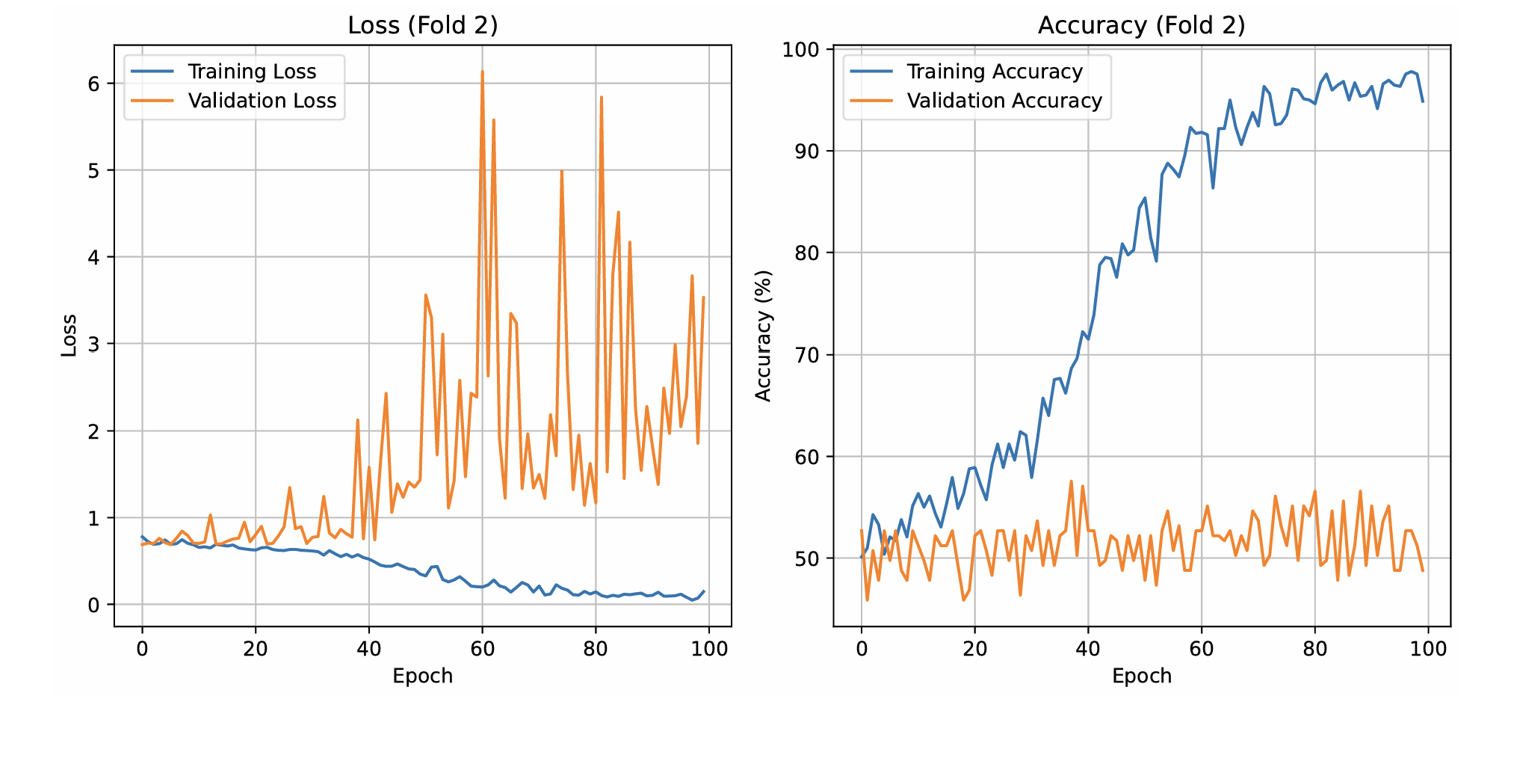 Loss (Fold 2)
Training Loss
Validation Loss
6
5
4
3
2
1
0
Loss
0 20 40 60 80 100
Epoch
Accuracy (Fold 2)
Training Accuracy
Validation Accuracy
100
90
80
70
60
50
Accuracy (%)
0 20 40 60 80 100
Epoch